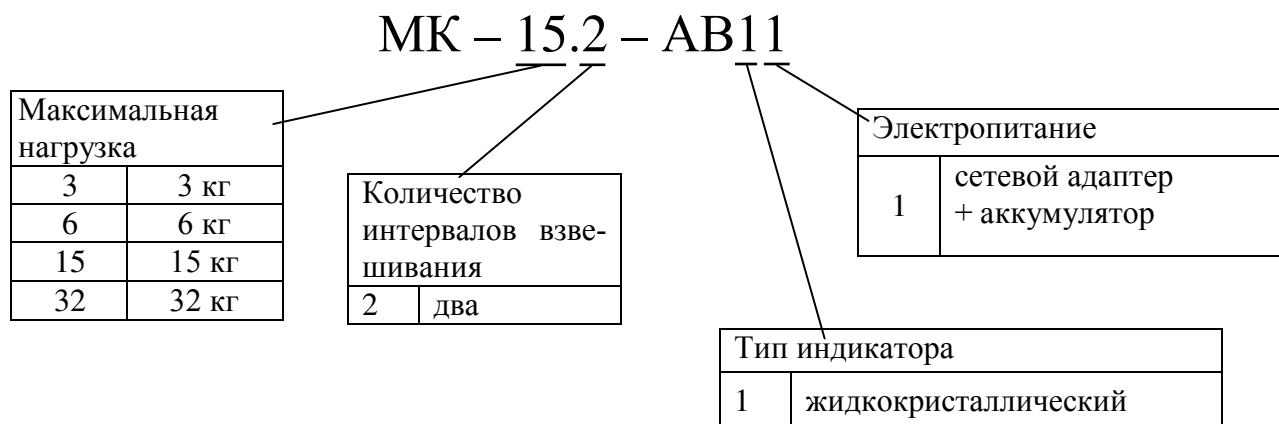 МК – 15.2 – АВ11
Максимальная
нагрузка
3 3 кг
6 6 кг
15 15 кг
32 32 кг
Количество
интервалов взве-
шивания
2 два
Электропитание
1 сетевой адаптер
+ аккумулятор
Тип индикатора
1 жидкокристаллический